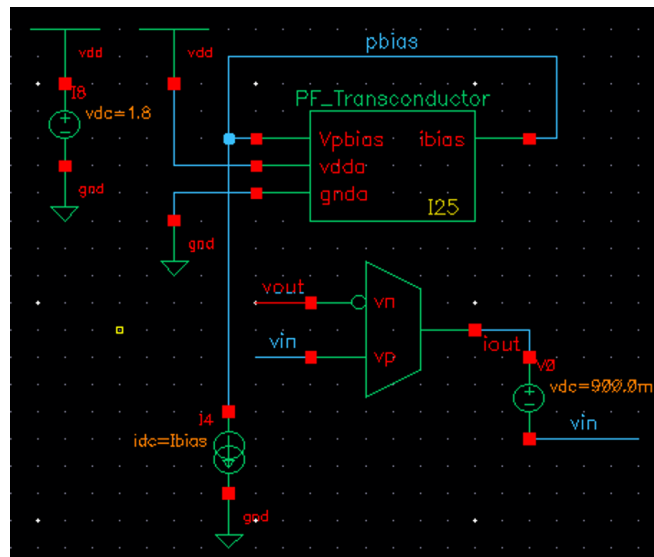 pbias
vdd
vdd
I8
vdc=1.8
PF_Transconductor
Vpbias
ibias
vdda
gnda
I25
gnd
gnd
vout
vn
vin
vp
iout
v0
vdc=900.0m
vin
i4
idc=Ibias
gnd